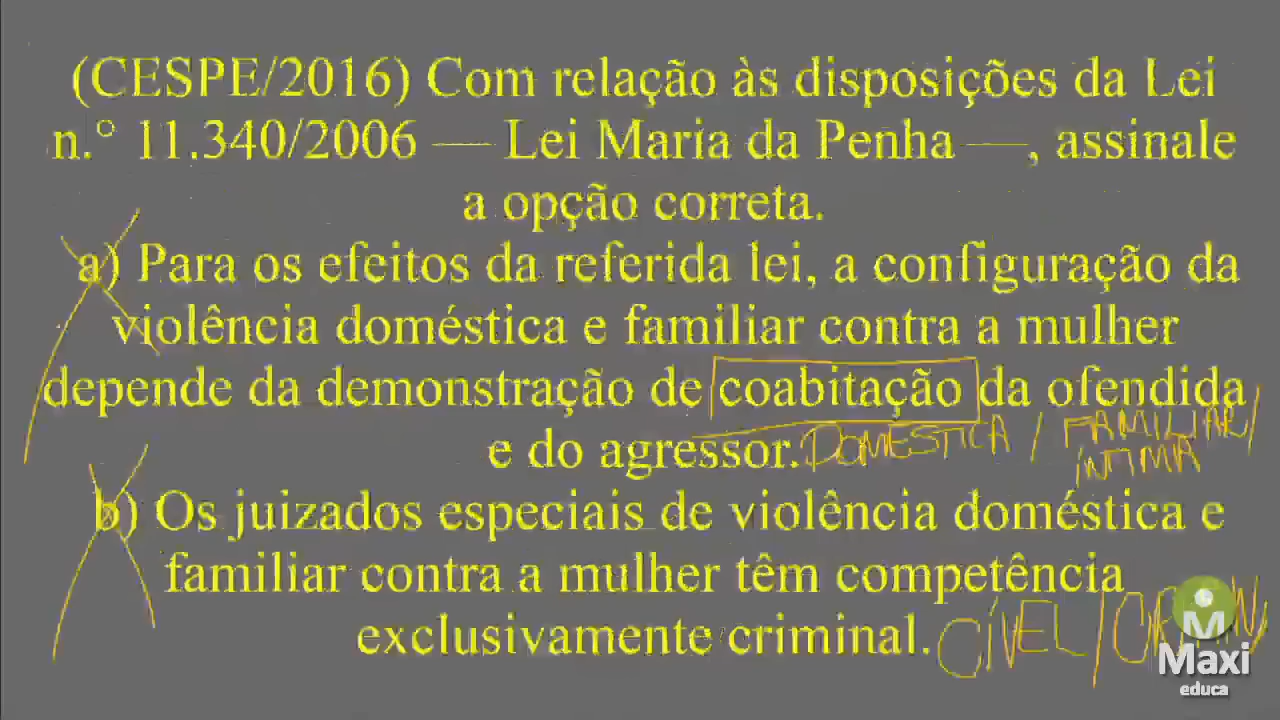 (CESPE/2016) Com relação às disposições da Lei
n.° 11.340/2006 — Lei Maria da Penha —, assinale
a opção correta.
a) Para os efeitos da referida lei, a configuração da
violência doméstica e familiar contra a mulher
depende da demonstração de coabitação da ofendida
e do agressor. DOMESTICA / FAMILIAR/
ÍNTIMA
b) Os juizados especiais de violência doméstica e
familiar contra a mulher têm competência
exclusivamente criminal. CÍVEL /
Maxi
educa